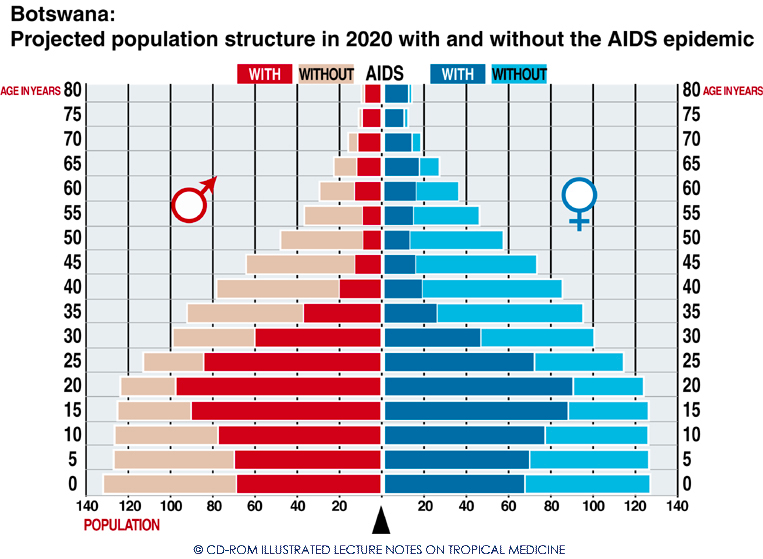 Botswana:
Projected population structure in 2020 with and without the AIDS epidemic
WITH WITHOUT AIDS WITH WITHOUT
AGE IN YEARS 80 80 AGE IN YEARS
75 75
70 70
65 65
60 60
55 55
50 50
45 45
40 40
35 35
30 30
25 25
20 20
15 15
10 10
5 5
0 0
140 120 100 80 60 40 20 20 40 60 80 100 120 140
POPULATION
© CD-ROM ILLUSTRATED LECTURE NOTES ON TROPICAL MEDICINE